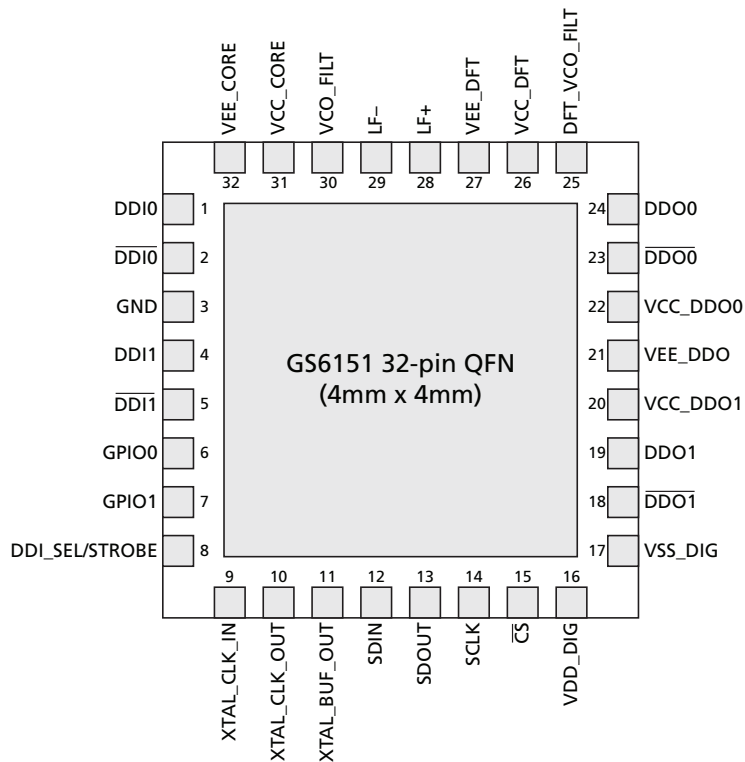 VEE_CORE
VCC_CORE
VCO_FILT
LF–
LF+
VEE_DFT
VCC_DFT
DFT_VCO_FILT
32
31
30
29
28
27
26
25
DDI0 1
DDI0 2
GND 3
DDI1 4
DDI1 5
GPIO0 6
GPIO1 7
DDI_SEL/STROBE 8
GS6151 32-pin QFN
(4mm x 4mm)
24 DDO0
23 DDO0
22 VCC_DDO0
21 VEE_DDO
20 VCC_DDO1
19 DDO1
18 DDO1
17 VSS_DIG
9
10
11
12
13
14
15
16
XTAL_CLK_IN
XTAL_CLK_OUT
XTAL_BUF_OUT
SDIN
SDOUT
SCLK
CS
VDD_DIG